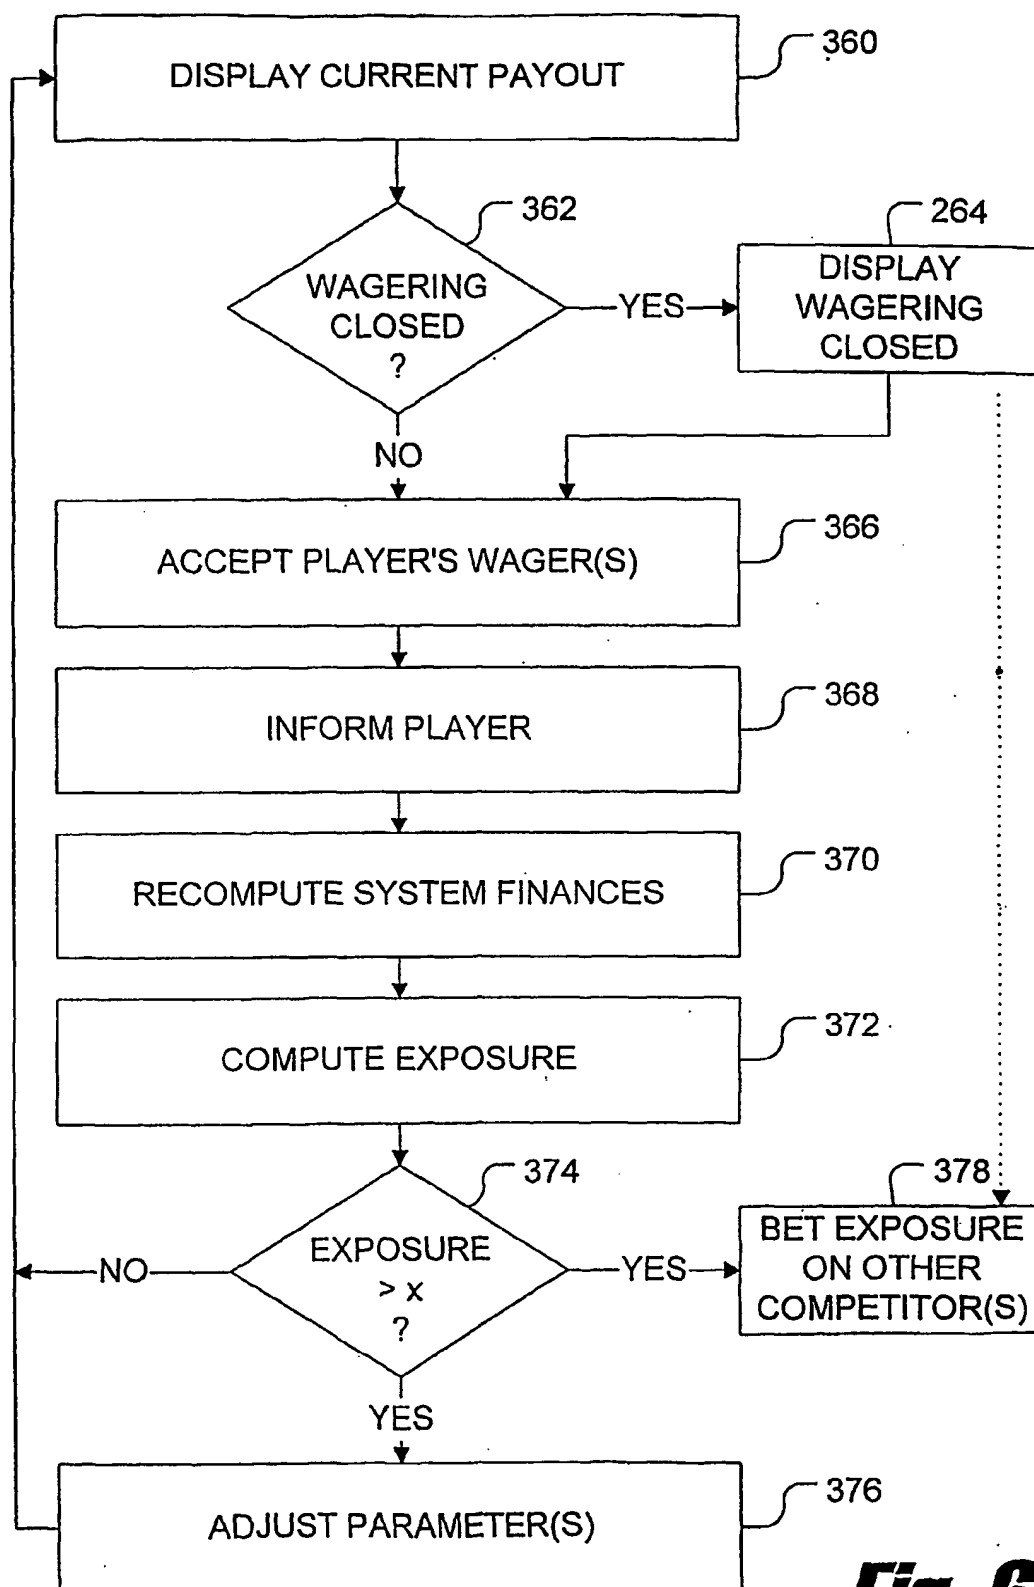 DISPLAY CURRENT PAYOUT
360
362
WAGERING
CLOSED
?
YES
264
DISPLAY
WAGERING
CLOSED
NO
366
ACCEPT PLAYER'S WAGER(S)
368
INFORM PLAYER
370
RECOMPUTE SYSTEM FINANCES
372
COMPUTE EXPOSURE
374
EXPOSURE
> x
?
NO
YES
378
BET EXPOSURE
ON OTHER
COMPETITOR(S)
YES
376
ADJUST PARAMETER(S)
Fig.